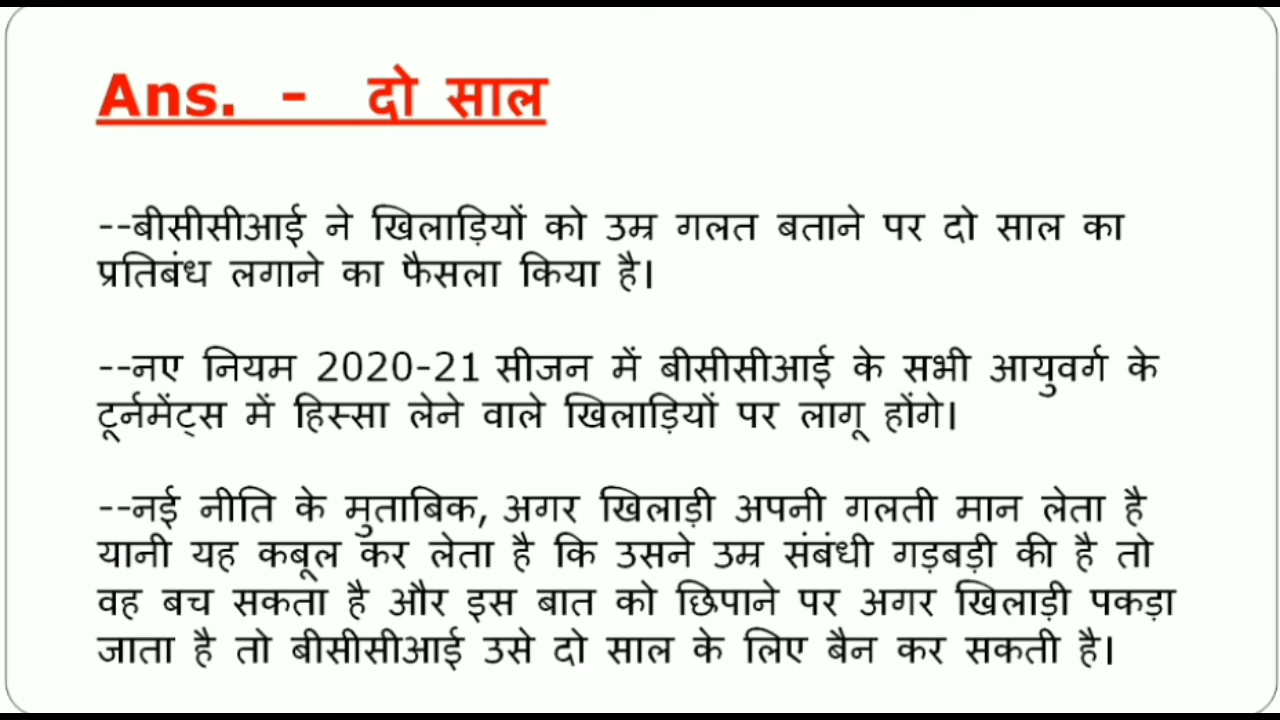 Ans. - दो साल
--बीसीसीआई ने खिलाड़ियों को उम्र गलत बताने पर दो साल का
प्रतिबंध लगाने का फैसला किया है।
--नए नियम 2020-21 सीजन में बीसीसीआई के सभी आयुवर्ग के
टूर्नमेंट्स में हिस्सा लेने वाले खिलाड़ियों पर लागू होंगे।
--नई नीति के मुताबिक, अगर खिलाड़ी अपनी गलती मान लेता है
यानी यह कबूल कर लेता है कि उसने उम्र संबंधी गड़बड़ी की है तो
वह बच सकता है और इस बात को छिपाने पर अगर खिलाड़ी पकड़ा
जाता है तो बीसीसीआई उसे दो साल के लिए बैन कर सकती है।